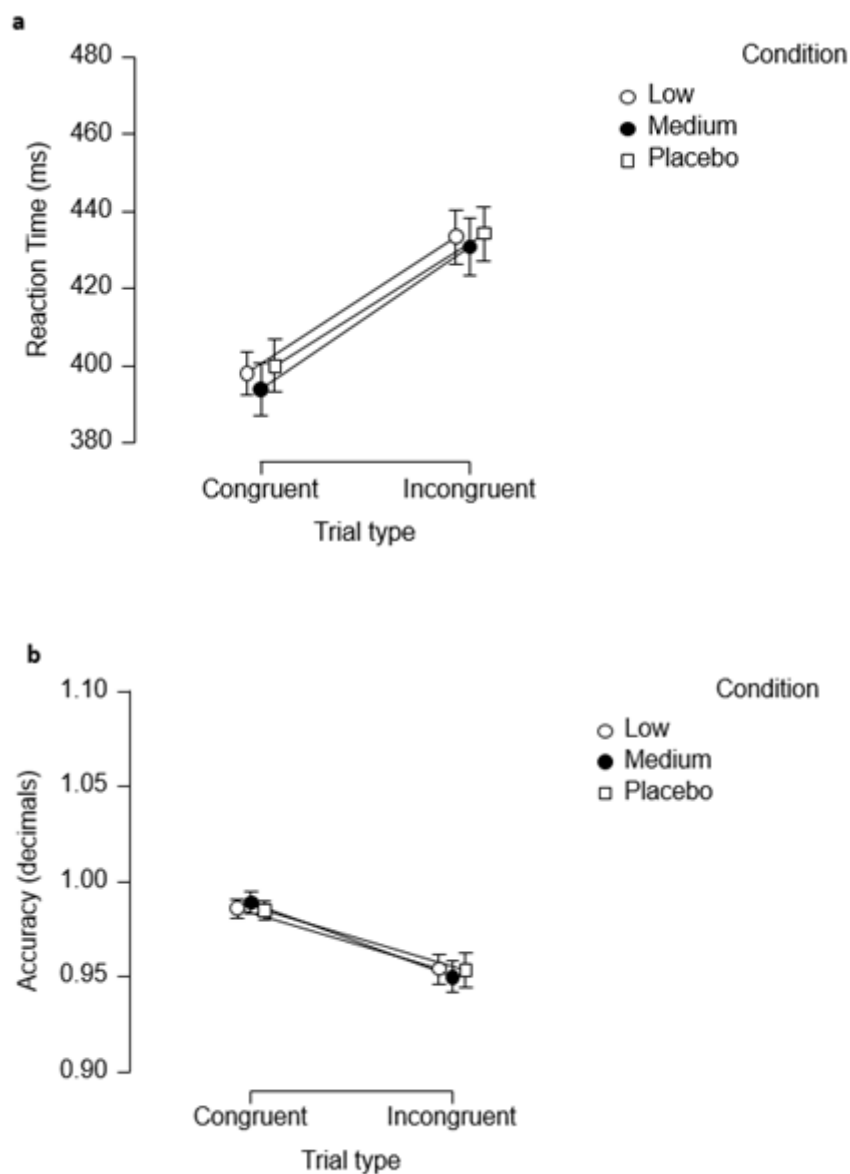 a
Condition
Low
Medium
Placebo
Reaction Time (ms)
480
460
440
420
400
380
Congruent Incongruent
Trial type
b
Condition
Low
Medium
Placebo
Accuracy (decimals)
1.10
1.05
1.00
0.95
0.90
Congruent Incongruent
Trial type